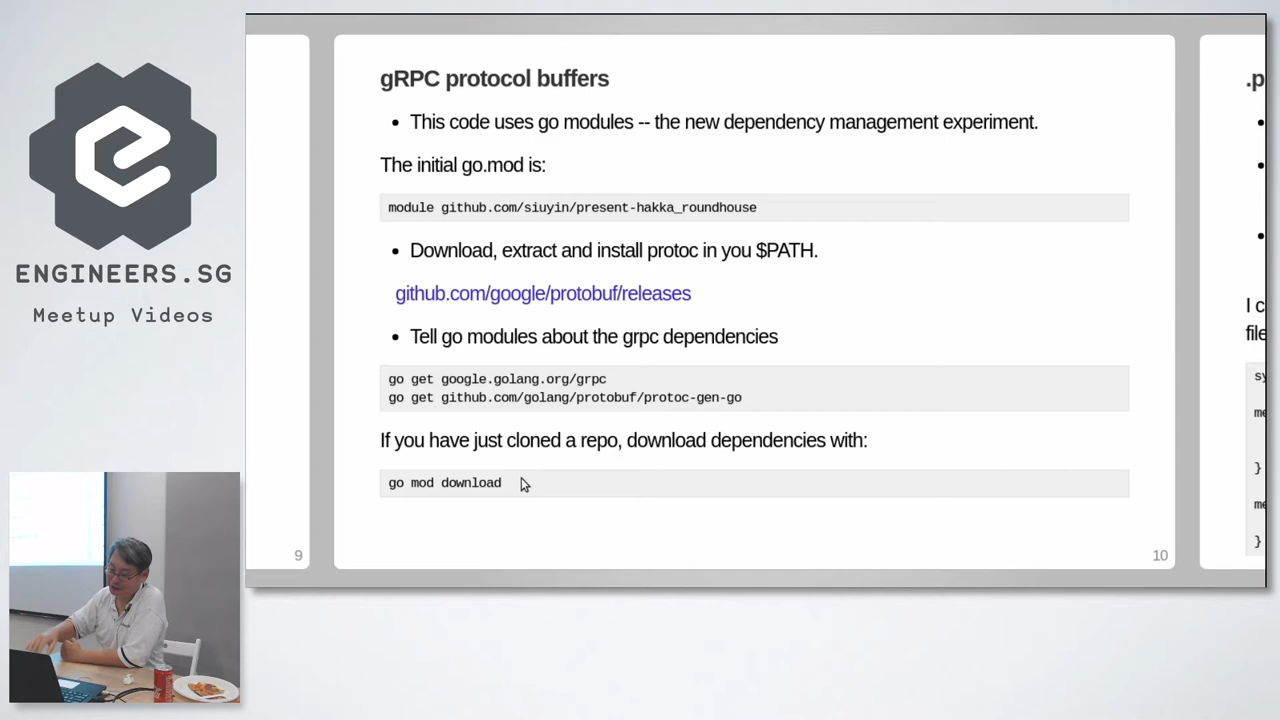 ENGINEERS.SG
Meetup Videos
9
gRPC protocol buffers
• This code uses go modules -- the new dependency management experiment.
The initial go.mod is:
module github.com/siuyin/present-hakka_roundhouse
• Download, extract and install protoc in you $PATH.
github.com/google/protobuf/releases
• Tell go modules about the grpc dependencies
go get google.golang.org/grpc
go get github.com/golang/protobuf/protoc-gen-go
If you have just cloned a repo, download dependencies with:
go mod download
10
.p
I c
file
sy
me
}
me
}